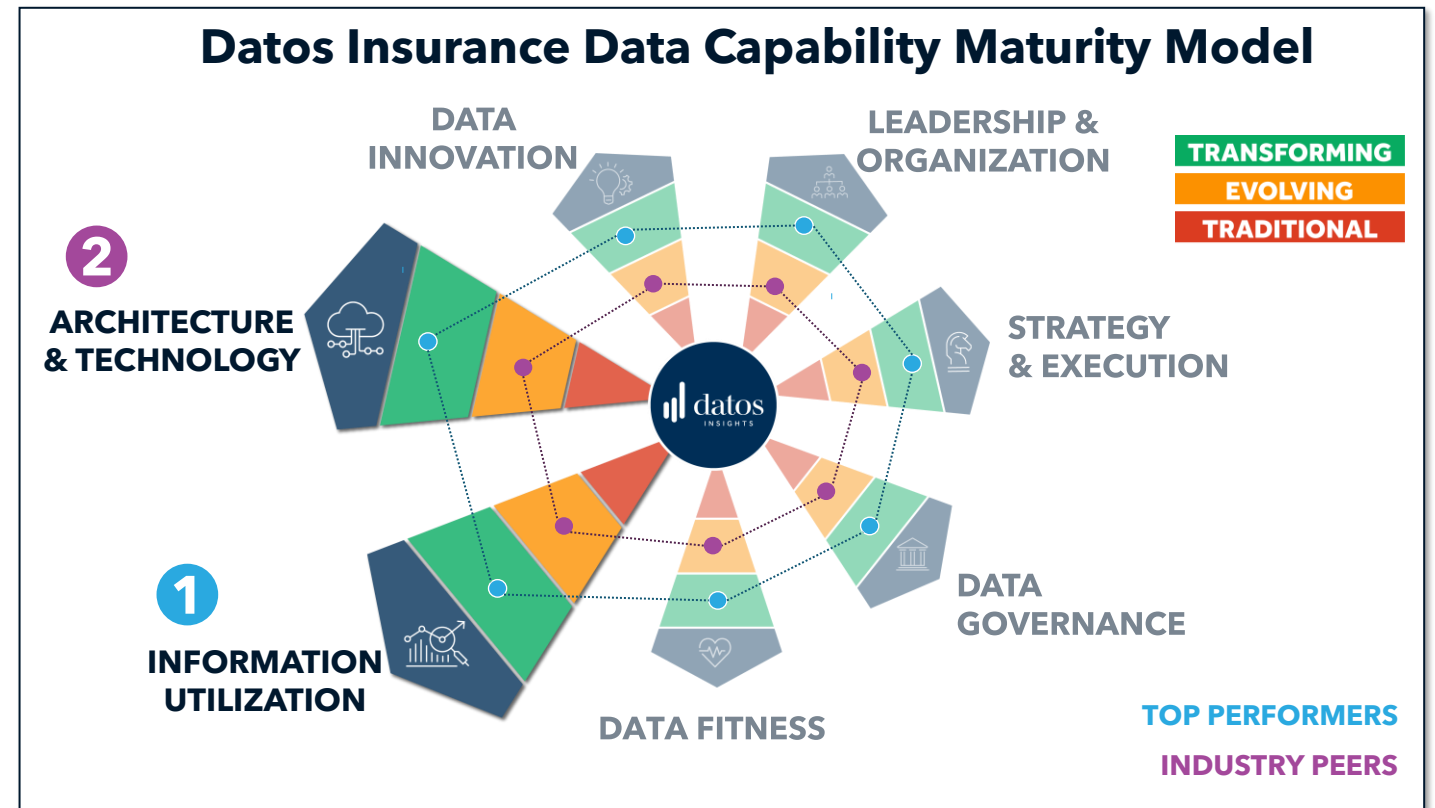 Datos Insurance Data Capability Maturity Model
DATA
INNOVATION
LEADERSHIP &
ORGANIZATION
TRANSFORMING
EVOLVING
TRADITIONAL
2
ARCHITECTURE
& TECHNOLOGY
STRATEGY
& EXECUTION
datos
INSIGHTS
1
INFORMATION
UTILIZATION
DATA
GOVERNANCE
DATA FITNESS
TOP PERFORMERS
INDUSTRY PEERS